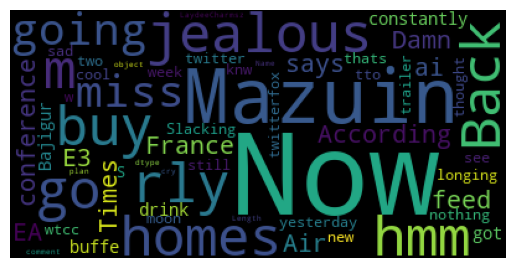 going
jealous
constantly
Back
sad
two
cool
object
LaydeeCharmzJ
twitter
knw
says
Damn
thats
conference
m
miss
week
Name
ai
tto
trailer
thought
w
Mazuin
twitterfox
According
Bajigur
buy
Slacking
E3
S
France
still
see
dtype
cry
plan
Times
rly
Now
longing
go
drink
feed
nothing
moon
Length
EA
wtcc
homes
Air
yesterday
new
hmm
got
buffe
comment